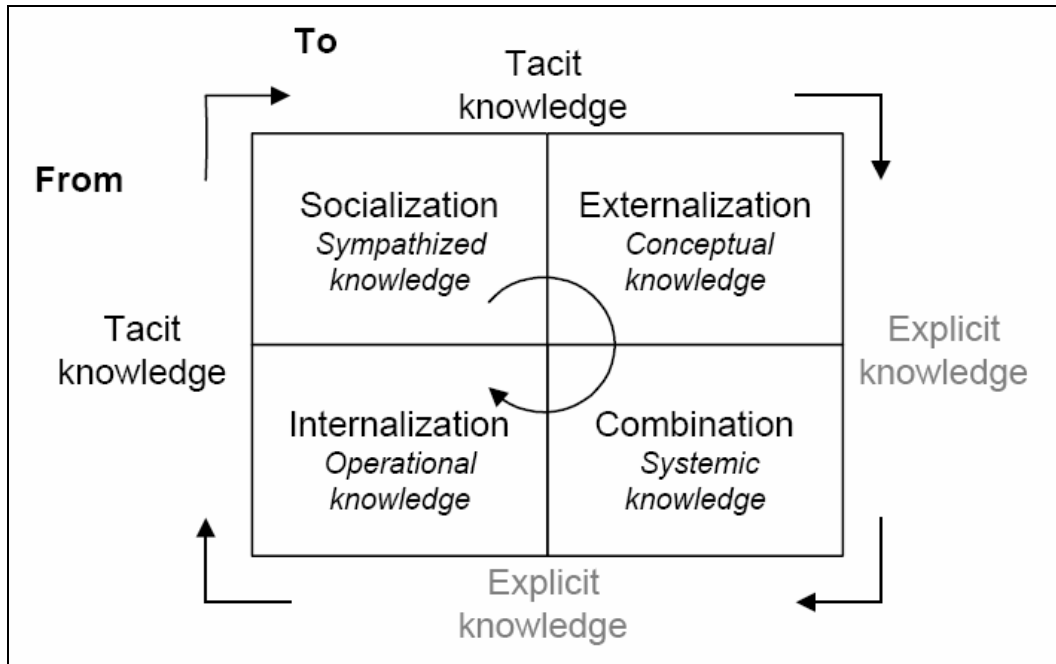 To
Tacit
knowledge
From
Socialization
Sympathized
knowledge
Externalization
Conceptual
knowledge
Tacit
knowledge
Explicit
knowledge
Internalization
Operational
knowledge
Combination
Systemic
knowledge
Explicit
knowledge